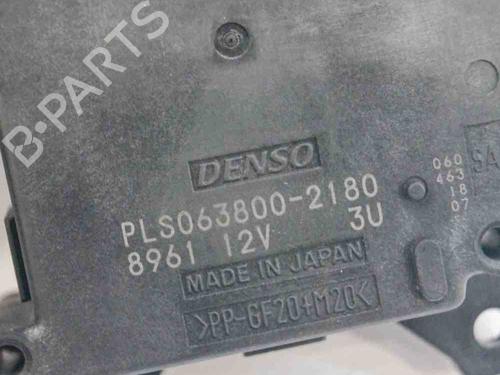 B-PARTS
DENSO
PLS063800-2180
8961 12V 3U
MADE IN JAPAN
>PP-GF20+M20<
060
463
18
07
SA